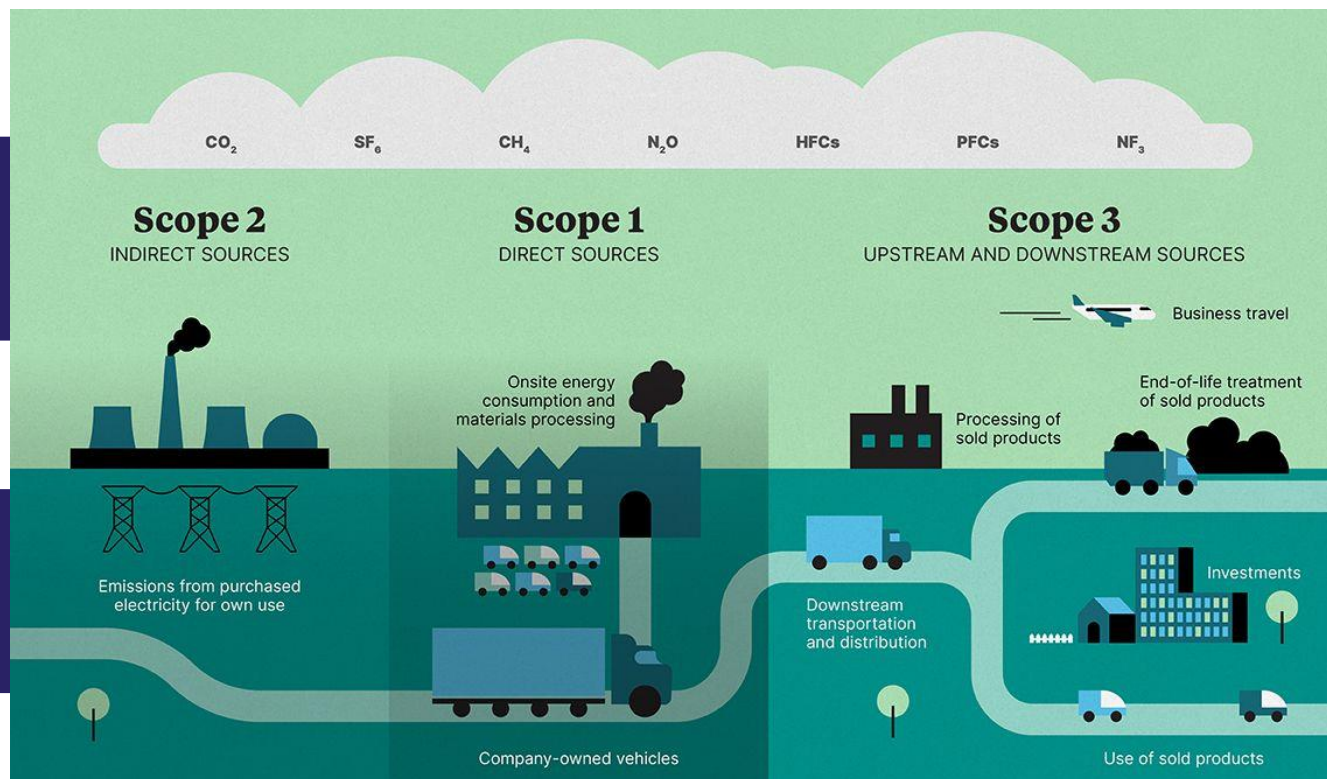 CO₂ SF₆ CH₄ N₂O HFCs PFCs NF₃
Scope 2
INDIRECT SOURCES
Emissions from purchased
electricity for own use
Scope 1
DIRECT SOURCES
Onsite energy
consumption and
materials processing
Company-owned vehicles
Scope 3
UPSTREAM AND DOWNSTREAM SOURCES
Business travel
Processing of
sold products
End-of-life treatment
of sold products
Downstream
transportation
and distribution
Investments
Use of sold products